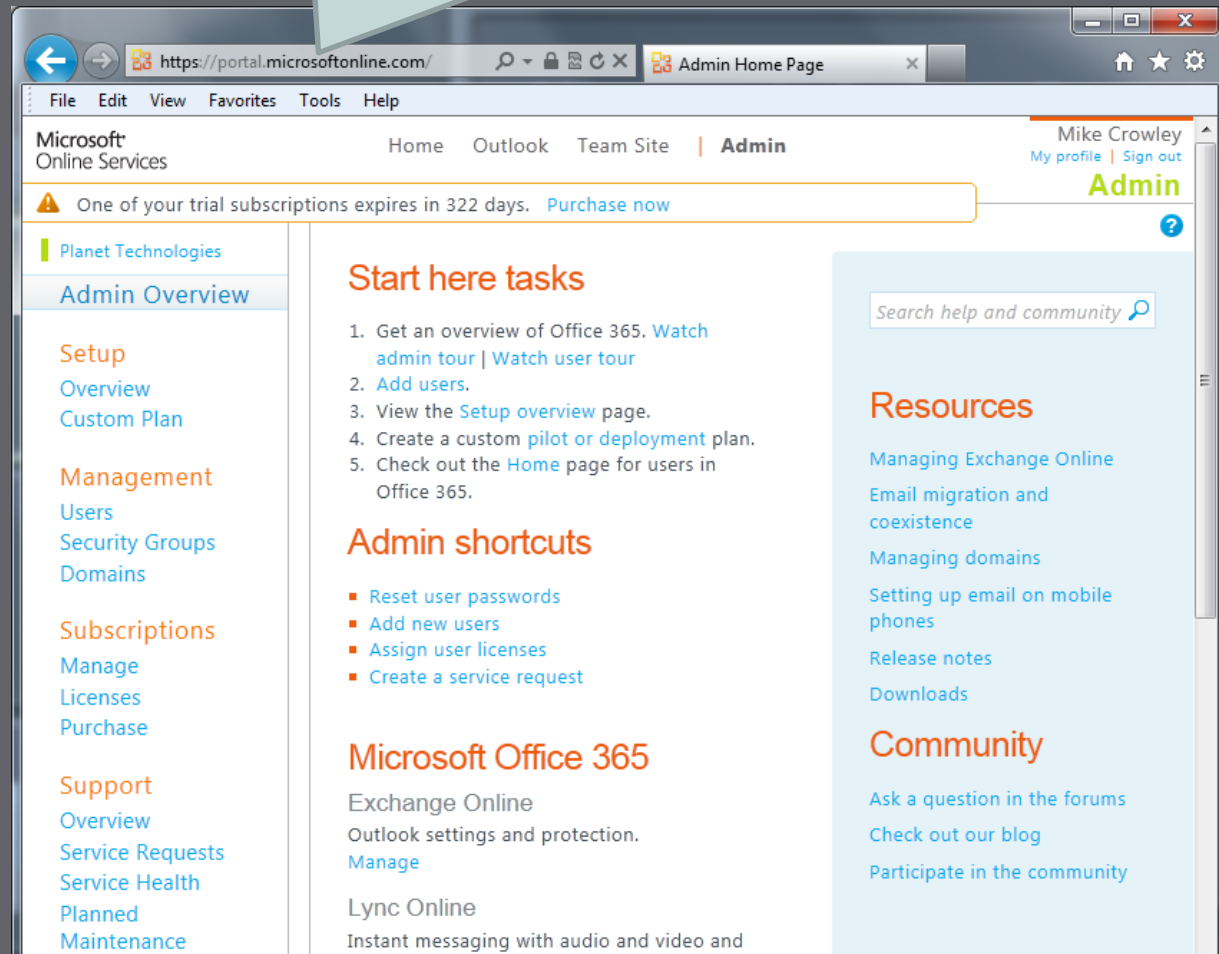 https://portal.microsoftonline.com/
Admin Home Page
File Edit View Favorites Tools Help
Microsoft
Online Services
Home Outlook Team Site | Admin
Mike Crowley
My profile | Sign out
Admin
One of your trial subscriptions expires in 322 days. Purchase now
Planet Technologies
Admin Overview
Setup
Overview
Custom Plan
Management
Users
Security Groups
Domains
Subscriptions
Manage
Licenses
Purchase
Support
Overview
Service Requests
Service Health
Planned
Maintenance
Start here tasks
1. Get an overview of Office 365. Watch
admin tour | Watch user tour
2. Add users.
3. View the Setup overview page.
4. Create a custom pilot or deployment plan.
5. Check out the Home page for users in
Office 365.
Admin shortcuts
Reset user passwords
Add new users
Assign user licenses
Create a service request
Microsoft Office 365
Exchange Online
Outlook settings and protection.
Manage
Lync Online
Instant messaging with audio and video and
Search help and community
Resources
Managing Exchange Online
Email migration and
coexistence
Managing domains
Setting up email on mobile
phones
Release notes
Downloads
Community
Ask a question in the forums
Check out our blog
Participate in the community